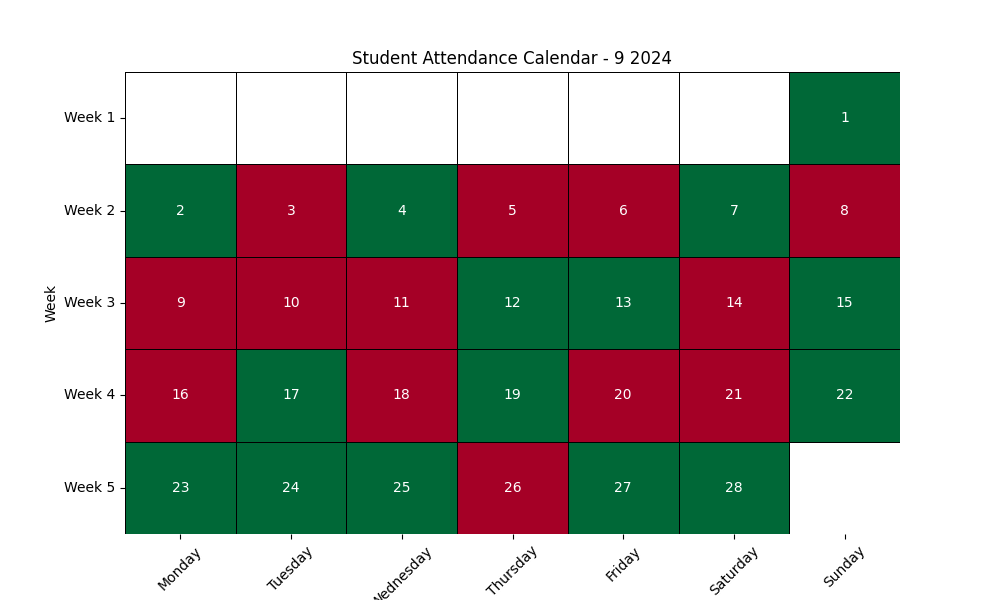 Student Attendance Calendar - 9 2024
Week 1
1
Week 2
2 3 4 5 6 7 8
Week
Week 3
9 10 11 12 13 14 15
Week 4
16 17 18 19 20 21 22
Week 5
23 24 25 26 27 28
Monday Tuesday Wednesday Thursday Friday Saturday Sunday